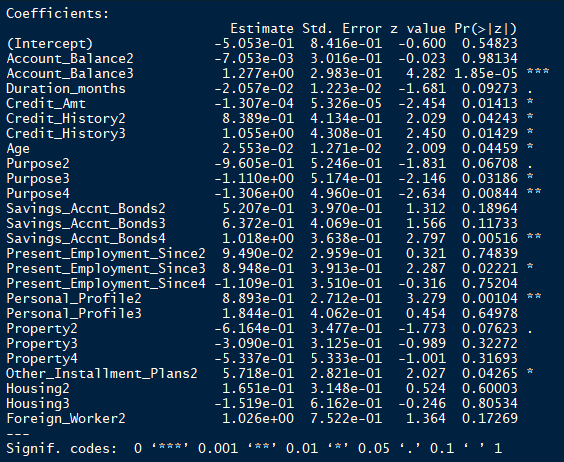 Coefficients:
Estimate Std. Error z value Pr(>|z|)
(Intercept) -5.053e-01 8.416e-01 -0.600 0.54823
Account_Balance2 -7.053e-03 3.016e-01 -0.023 0.98134
Account_Balance3 1.277e+00 2.983e-01 4.282 1.85e-05 ***
Duration_months -2.057e-02 1.223e-02 -1.681 0.09273 .
Credit_Amt -1.307e-04 5.326e-05 -2.454 0.01413 *
Credit_History2 8.389e-01 4.134e-01 2.029 0.04243 *
Credit_History3 1.055e+00 4.308e-01 2.450 0.01429 *
Age 2.553e-02 1.271e-02 2.009 0.04459 *
Purpose2 -9.605e-01 5.246e-01 -1.831 0.06708 .
Purpose3 -1.110e+00 5.174e-01 -2.146 0.03186 *
Purpose4 -1.306e+00 4.960e-01 -2.634 0.00844 **
Savings_Accnt_Bonds2 5.207e-01 3.970e-01 1.312 0.18964
Savings_Accnt_Bonds3 6.372e-01 4.069e-01 1.566 0.11733
Savings_Accnt_Bonds4 1.018e+00 3.638e-01 2.797 0.00516 **
Present_Employment_Since2 9.490e-02 2.959e-01 0.321 0.74839
Present_Employment_Since3 8.948e-01 3.913e-01 2.287 0.02221 *
Present_Employment_Since4 -1.109e-01 3.510e-01 -0.316 0.75204
Personal_Profile2 8.893e-01 2.712e-01 3.279 0.00104 **
Personal_Profile3 1.844e-01 4.062e-01 0.454 0.64978
Property2 -6.164e-01 3.477e-01 -1.773 0.07623 .
Property3 -3.090e-01 3.125e-01 -0.989 0.32272
Property4 -5.337e-01 5.333e-01 -1.001 0.31693
Other_Installment_Plans2 5.718e-01 2.821e-01 2.027 0.04265 *
Housing2 1.651e-01 3.148e-01 0.524 0.60003
Housing3 -1.519e-01 6.162e-01 -0.246 0.80534
Foreign_Worker2 1.026e+00 7.522e-01 1.364 0.17269
---
Signif. codes: 0 ‘***’ 0.001 ‘**’ 0.01 ‘*’ 0.05 ‘.’ 0.1 ‘ ’ 1